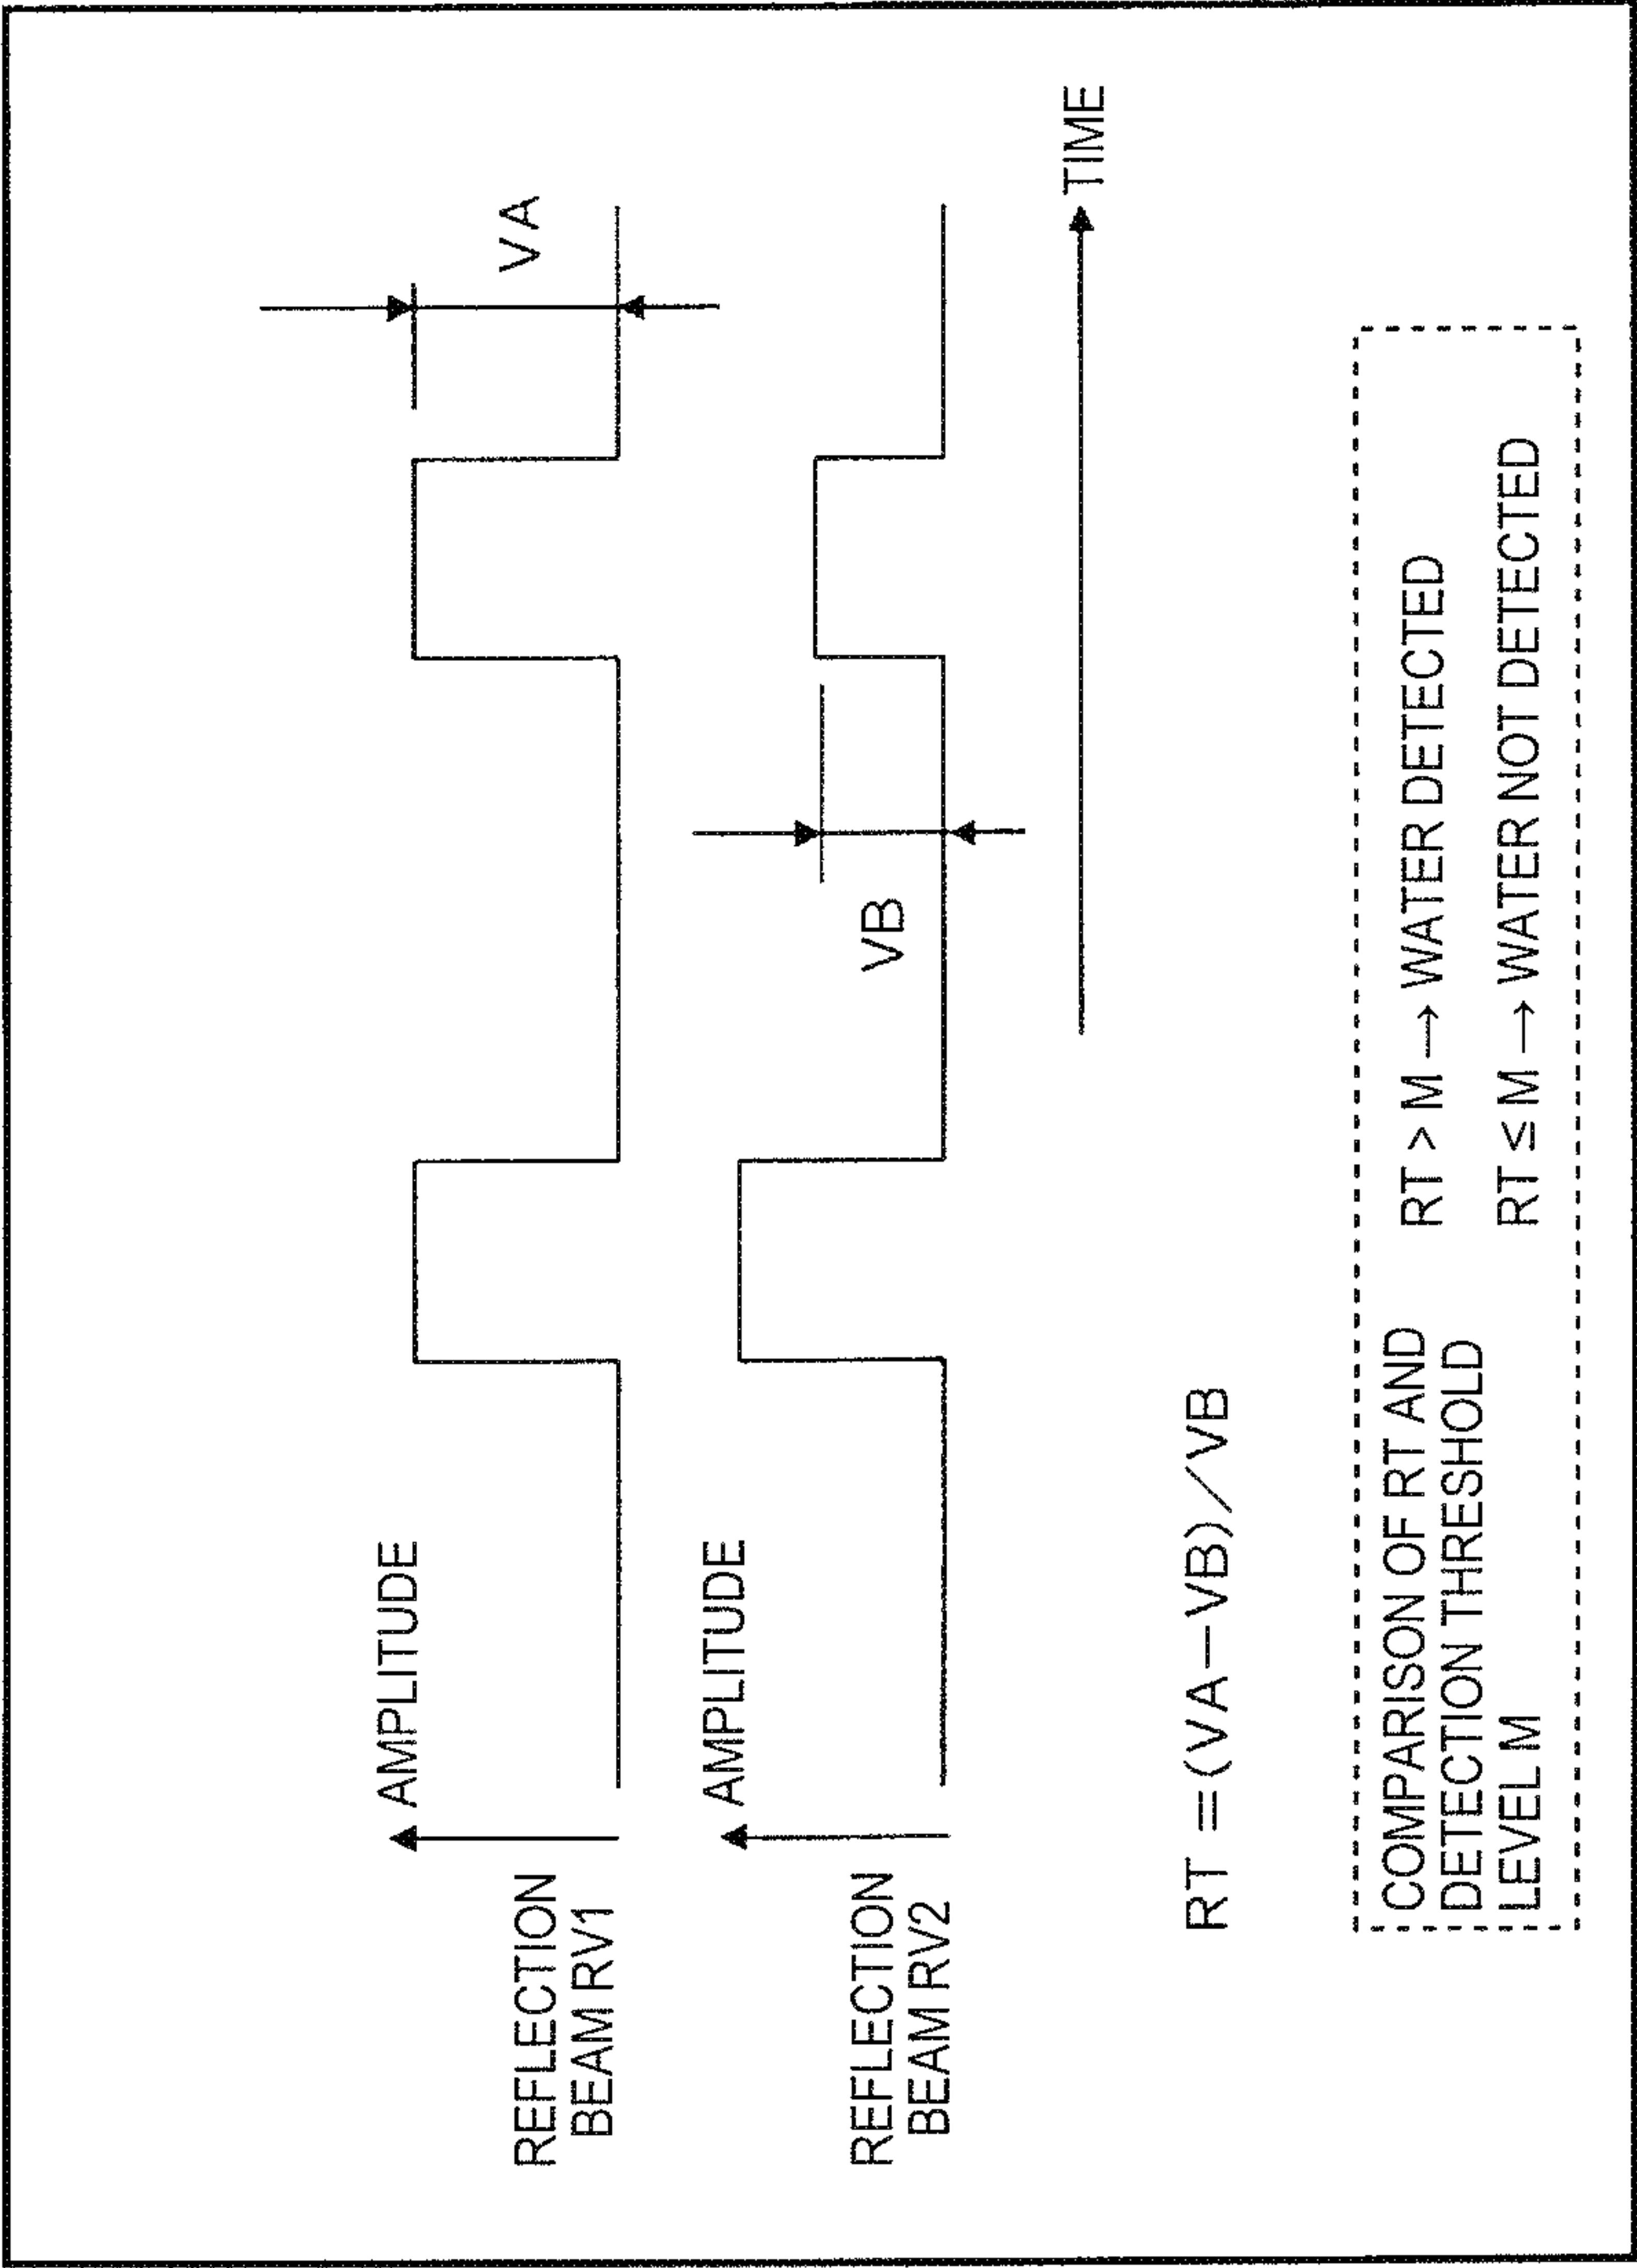 AMPLITUDE
REFLECTION
BEAM RV1
VA
AMPLITUDE
REFLECTION
BEAM RV2
VB
TIME
RT =(VA−VB)/VB
COMPARISON OF RT AND
DETECTION THRESHOLD
LEVEL M
RT > M → WATER DETECTED
RT ≤ M → WATER NOT DETECTED